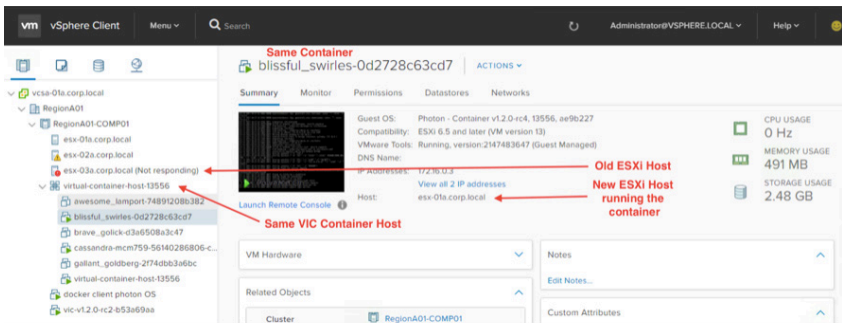 vm vSphere Client Menu Search Administrator@VSPHERE.LOCAL Help
Same Container
blissful_swirles-0d2728c63cd7 ACTIONS
Summary Monitor Permissions Datastores Networks
vcsa-01a.corp.local
RegionA01
RegionA01-COMP01
esx-01a.corp.local
esx-02a.corp.local
esx-03a.corp.local (Not responding)
virtual-container-host-13556
awesome_lamport-74891208b382
blissful_swirles-0d2728c63cd7
brave_golick-d3a6508a3c47
cassandra-mcm759-56140286806-c...
gallant_goldberg-2f74dbb3a6bc
virtual-container-host-13556
docker client photon OS
vic-v1.2.0-rc2-b53a69aa
Guest OS: Photon - Container v1.2.0-rc4, 13556, ae9b227
Compatibility: ESXi 6.5 and later (VM version 13)
VMware Tools: Running, version:2147483647 (Guest Managed)
DNS Name:
IP Addresses: 172.16.0.3
View all 2 IP addresses
Host: esx-01a.corp.local
Launch Remote Console
Old ESXi Host
New ESXi Host
running the
container
Same VIC Container Host
CPU USAGE
0 Hz
MEMORY USAGE
491 MB
STORAGE USAGE
2.48 GB
VM Hardware
Related Objects
Cluster RegionA01-COMP01
Notes
Edit Notes...
Custom Attributes